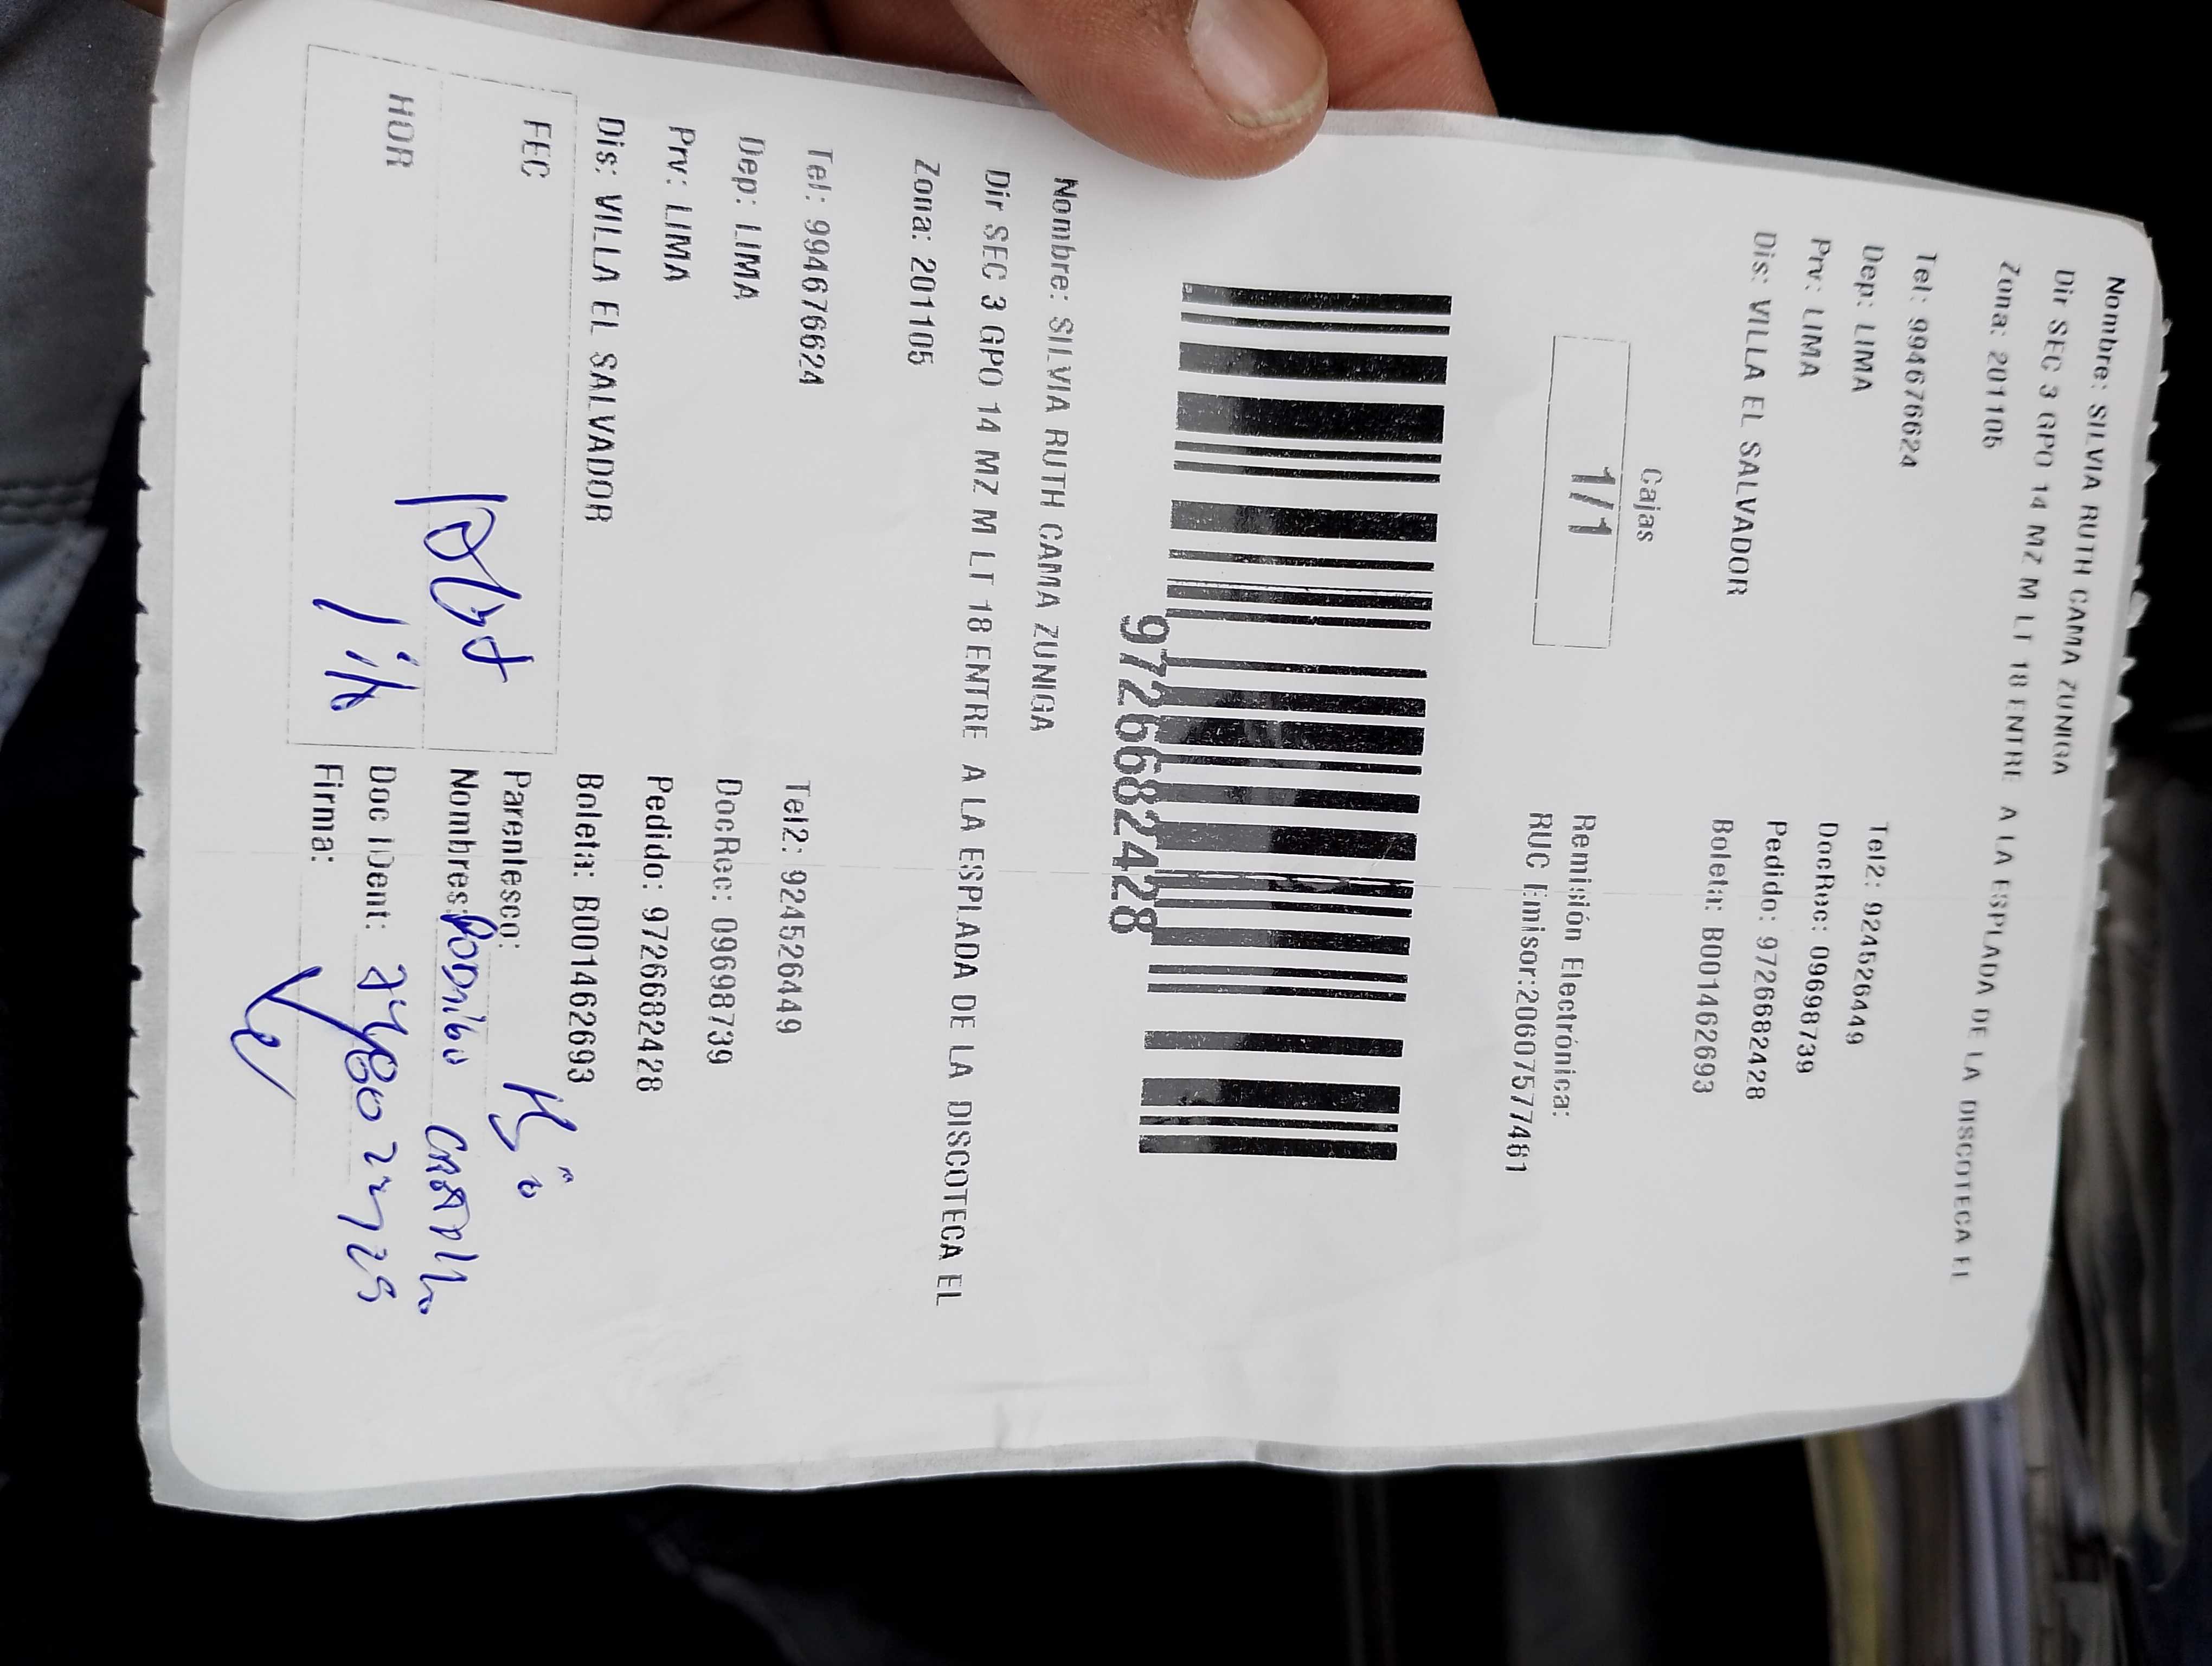 Nombre: SILVIA RUTH CAMA ZUNIGA
Dir SEC 3 GPO 14 MZ M LT 18 ENTRE A LA ESPLADA DE LA DISCOTECA EL
Zona: 201105
Tel: 994676624 Tel2: 924526449
Dep: LIMA DocRec: 09698739
Prv: LIMA Pedido: 9726682428
Dis: VILLA EL SALVADOR Boleta: B001462693
Cajas
1/1
Remisión Electrónica:
RUC Emisor:20607577461
9726682428
Nombre: SILVIA RUTH CAMA ZUNIGA
Dir SEC 3 GPO 14 MZ M LT 18 ENTRE A LA ESPLADA DE LA DISCOTECA EL
Zona: 201105
Tel: 994676624 Tel2: 924526449
Dep: LIMA DocRec: 09698739
Prv: LIMA Pedido: 9726682428
Dis: VILLA EL SALVADOR Boleta: B001462693
FEC Parentesco:
Nombres:
HOR Doc IDent:
Firma: